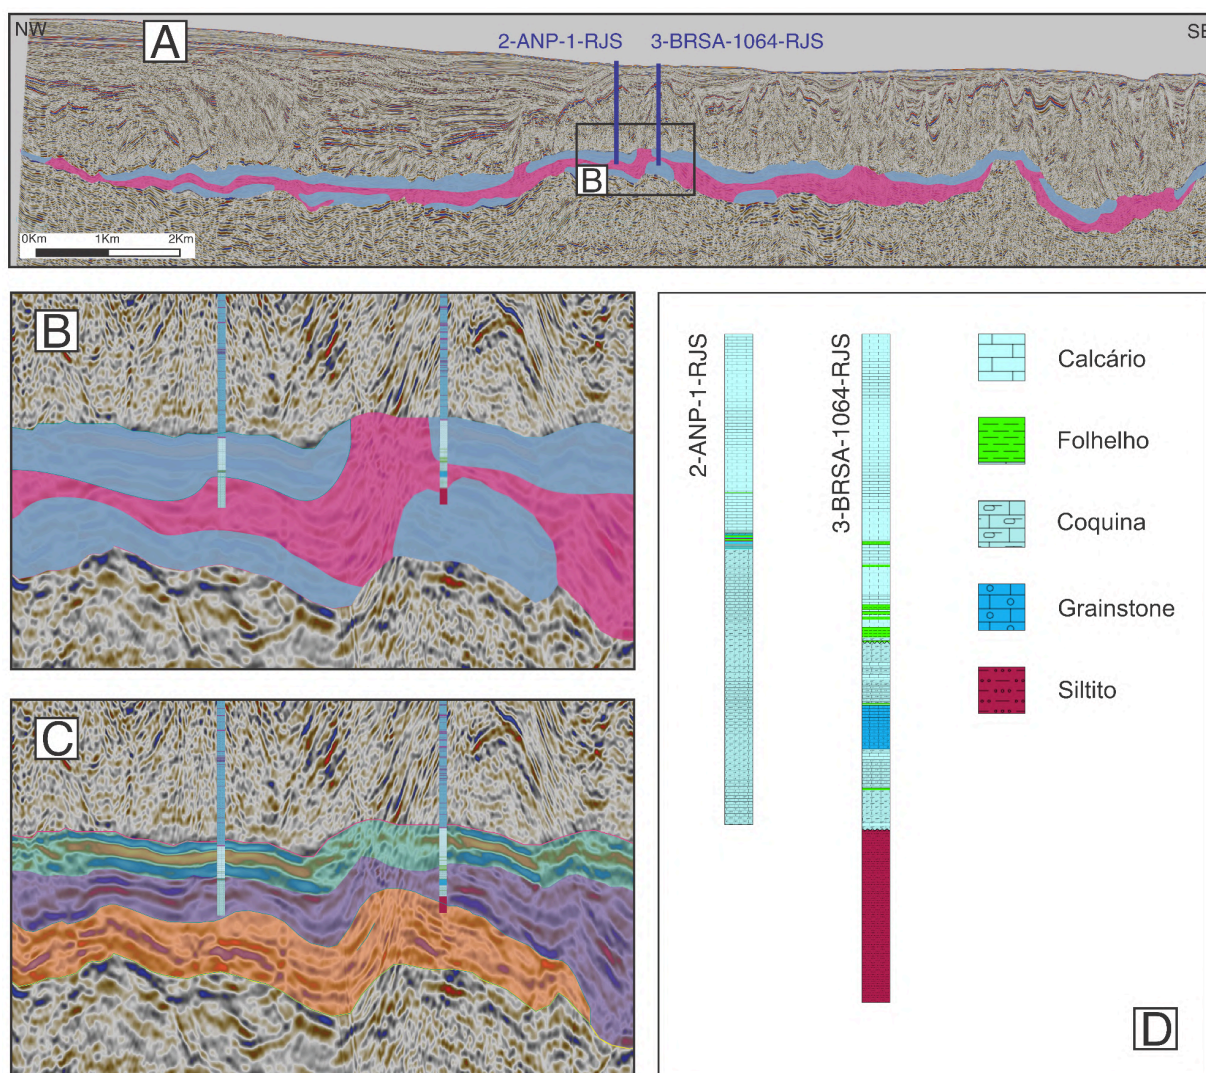 NW
A
2-ANP-1-RJS
3-BRSA-1064-RJS
SE
B
0Km
1Km
2Km
B
C
2-ANP-1-RJS
3-BRSA-1064-RJS
Calcário
Folhelho
Coquina
Grainstone
Siltito
D